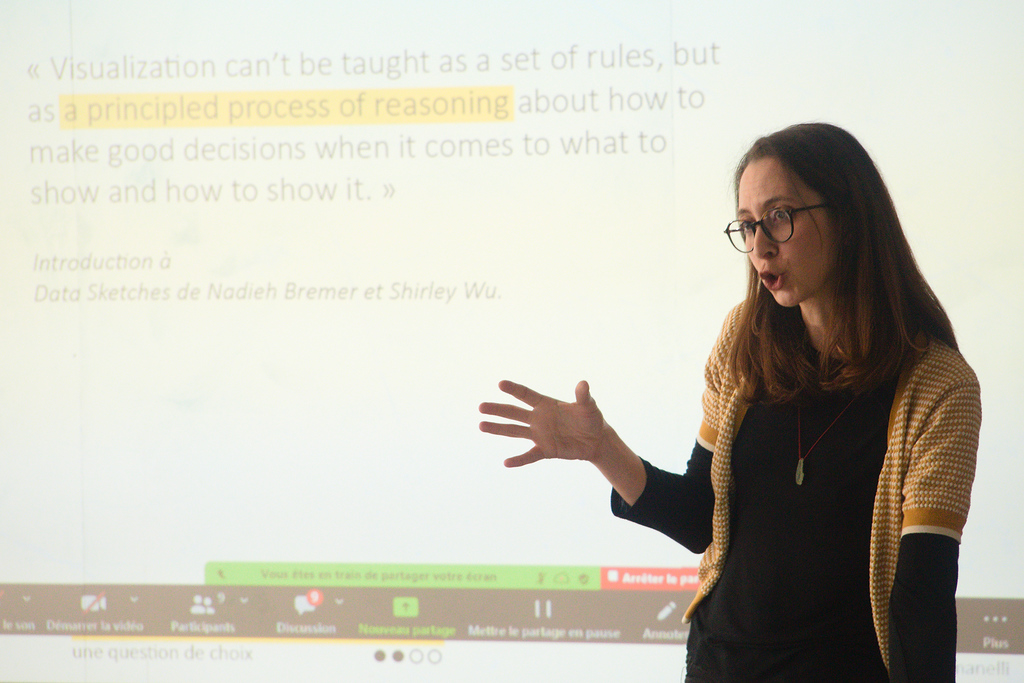 « Visualization can't be taught as a set of rules, but
as a principled process of reasoning about how to
make good decisions when it comes to what to
show and how to show it. »
Introduction à
Data Sketches de Nadieh Bremer et Shirley Wu.
Vous êtes en train de partager votre écran
Arrêter le par
9
9
le son
Démarrer la vidéo
Participants
Discussion
Nouveau partage
Mettre le partage en pause
Annoter
Plus
une question de choix
nanelli